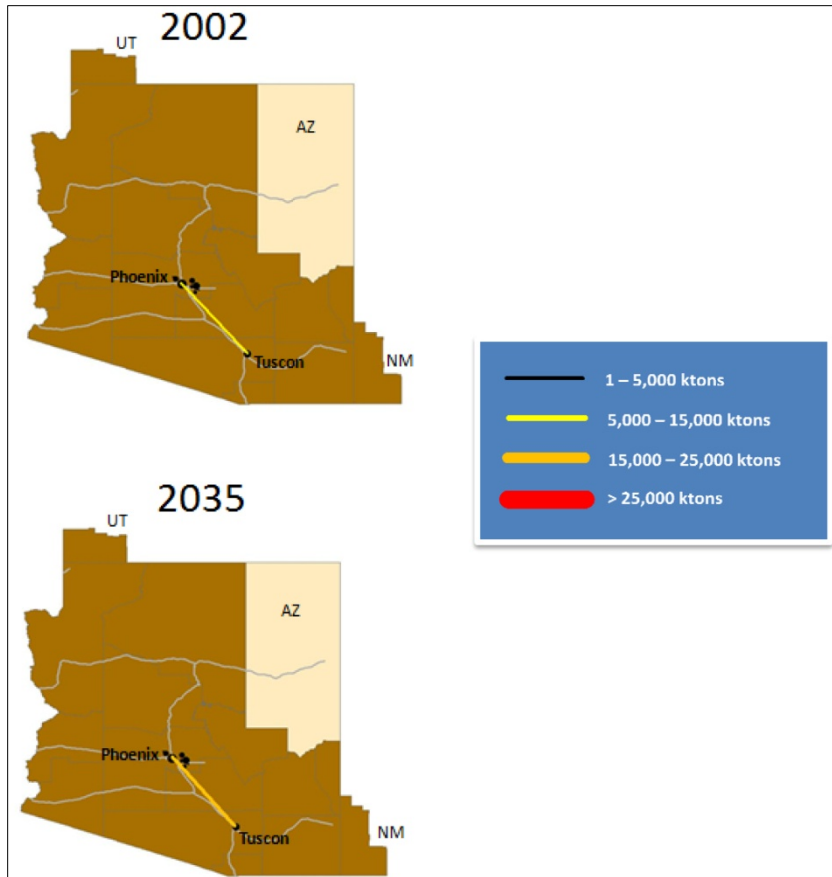 2002
UT
AZ
Phoenix
Tuscon
NM
1 – 5,000 ktons
5,000 – 15,000 ktons
15,000 – 25,000 ktons
> 25,000 ktons
2035
UT
AZ
Phoenix
Tuscon
NM